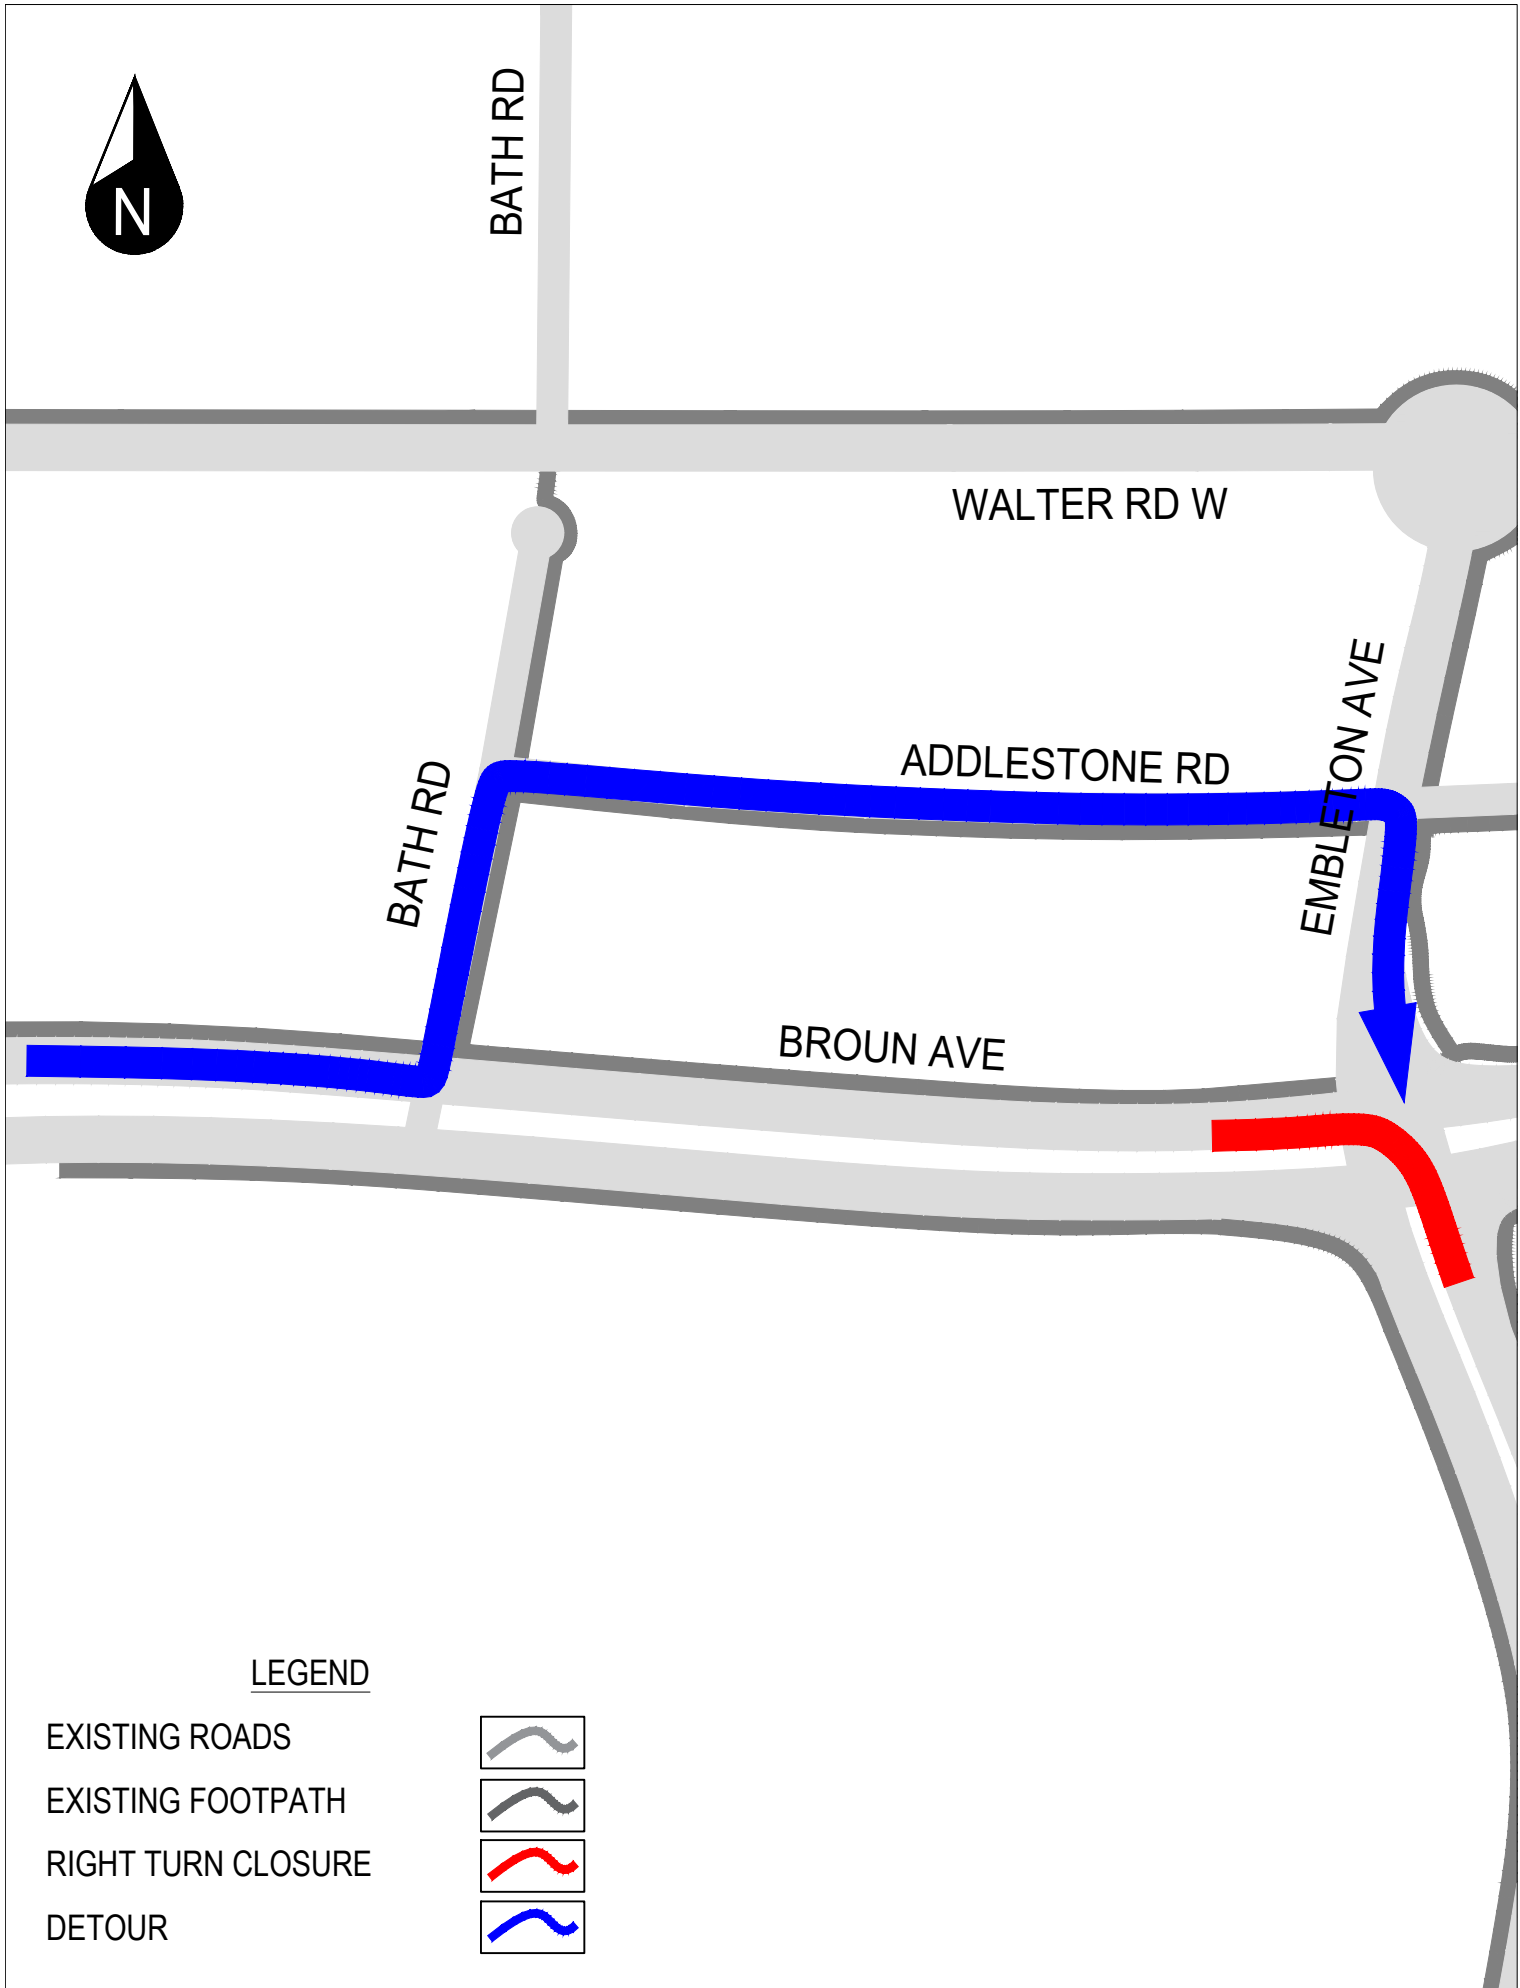 BATH RD
N
WALTER RD W
EMBLETON AVE
ADDLESTONE RD
BATH RD
BROUN AVE
LEGEND
EXISTING ROADS
EXISTING FOOTPATH
RIGHT TURN CLOSURE
DETOUR